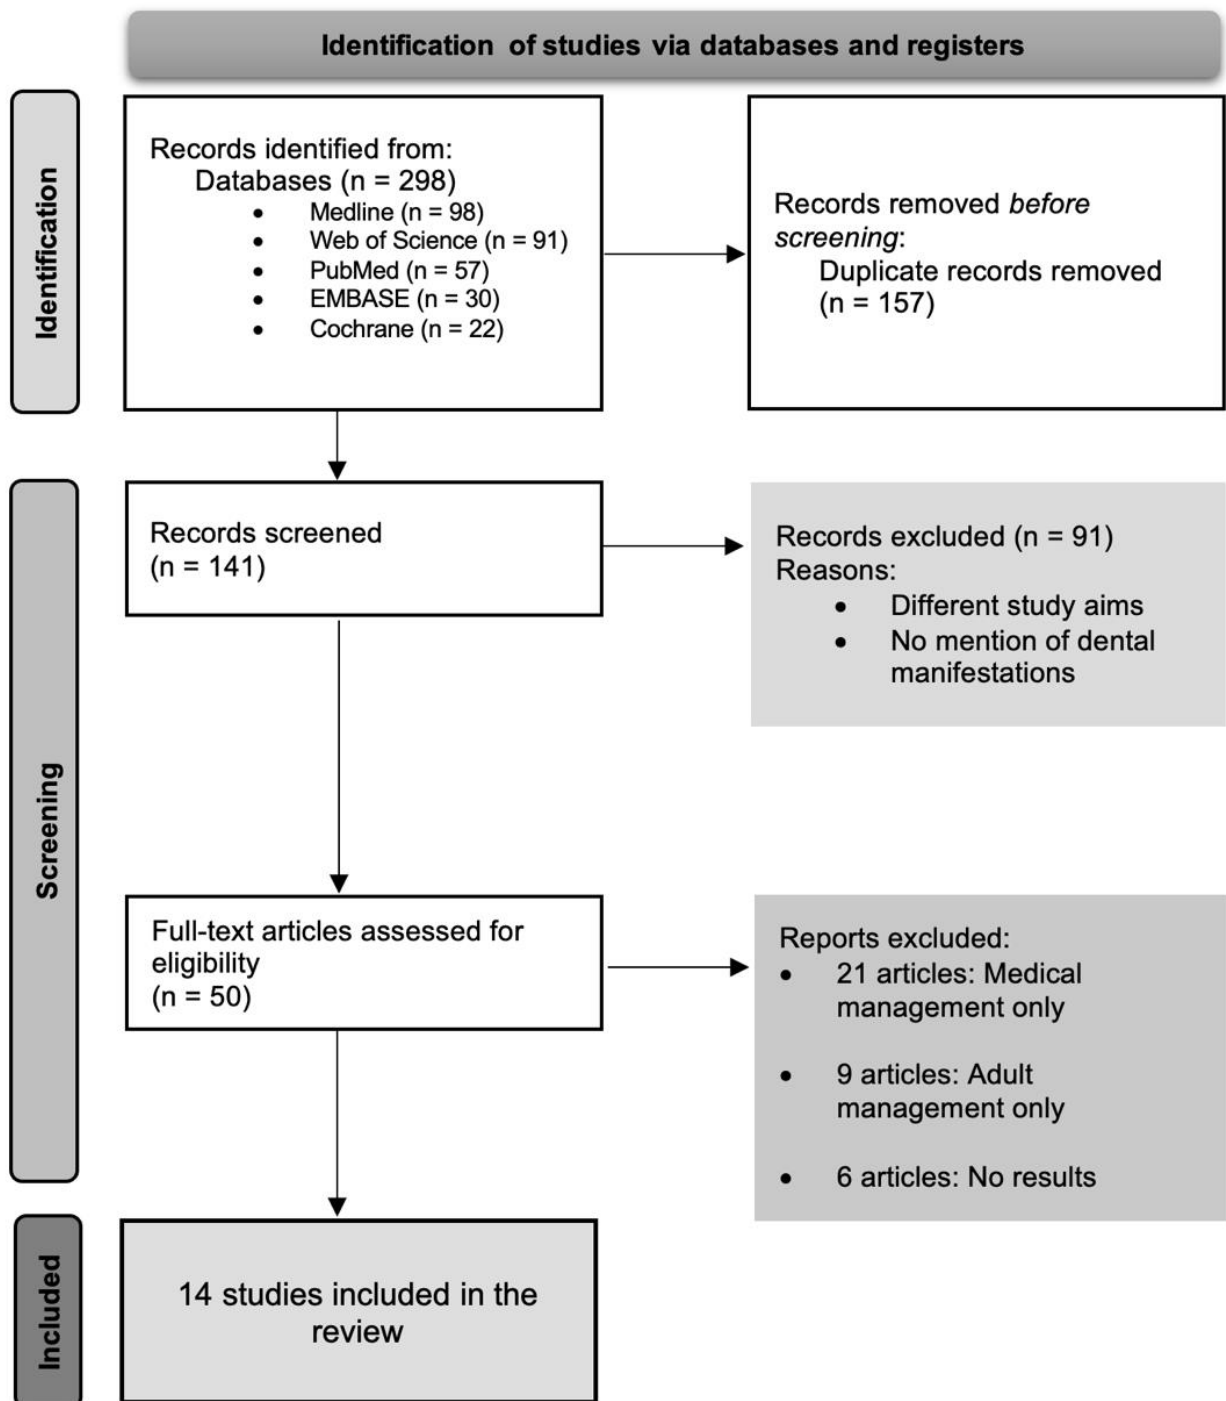 Identification of studies via databases and registers
Identification
Records identified from:
Databases (n = 298)
• Medline (n = 98)
• Web of Science (n = 91)
• PubMed (n = 57)
• EMBASE (n = 30)
• Cochrane (n = 22)
Records removed before
screening:
Duplicate records removed
(n = 157)
Screening
Records screened
(n = 141)
Records excluded (n = 91)
Reasons:
• Different study aims
• No mention of dental
manifestations
Full-text articles assessed for
eligibility
(n = 50)
Reports excluded:
• 21 articles: Medical
management only
• 9 articles: Adult
management only
• 6 articles: No results
Included
14 studies included in the
review